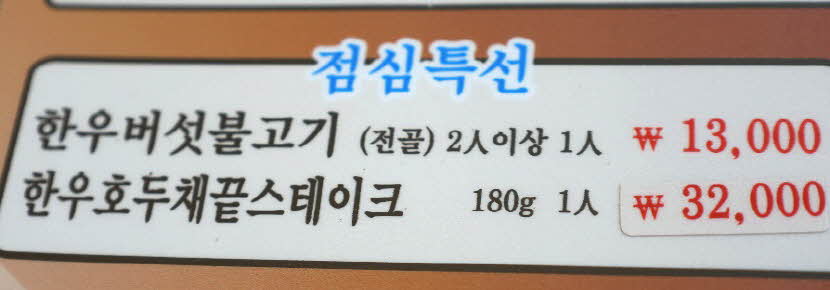 점심특선
한우버섯불고기 (전골) 2人이상 1人 ₩ 13,000
한우호두채끝스테이크 180g 1人 ₩ 32,000